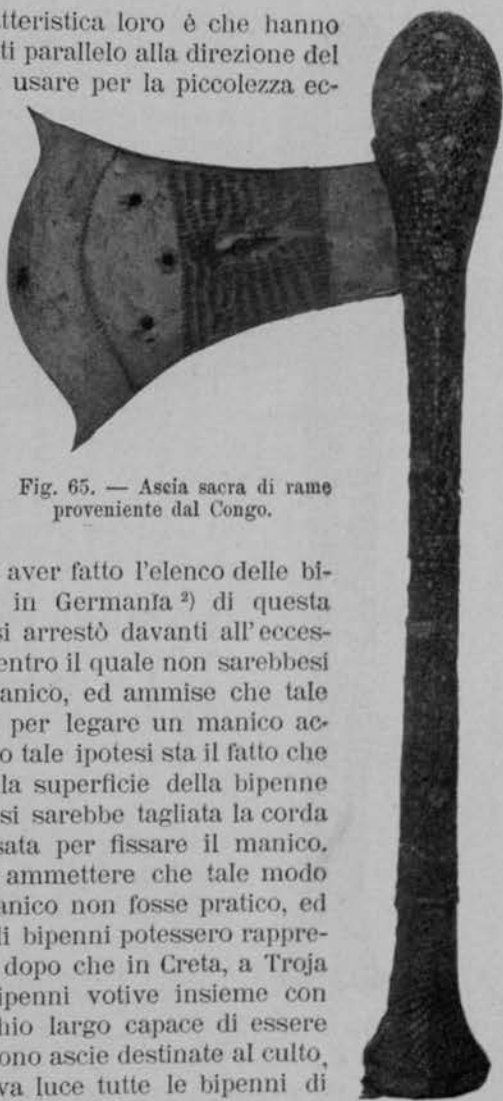 atteristica loro è che hanno
ti parallelo alla direzione del
usare per la piccolezza ec-
Fig. 65. — Ascia sacra di rame
proveniente dal Congo.
aver fatto l'elenco delle bi-
in Germania ²) di questa
si arrestò davanti all'ecces-
entro il quale non sarebbesi
anico, ed ammise che tale
per legare un manico ac-
o tale ipotesi sta il fatto che
la superficie della bipenne
si sarebbe tagliata la corda
sata per fissare il manico.
ammettere che tale modo
anico non fosse pratico, ed
li bipenni potessero rappre-
dopo che in Creta, a Troja
ipenni votive insieme con
hio largo capace di essere
ono ascie destinate al culto,
va luce tutte le bipenni di